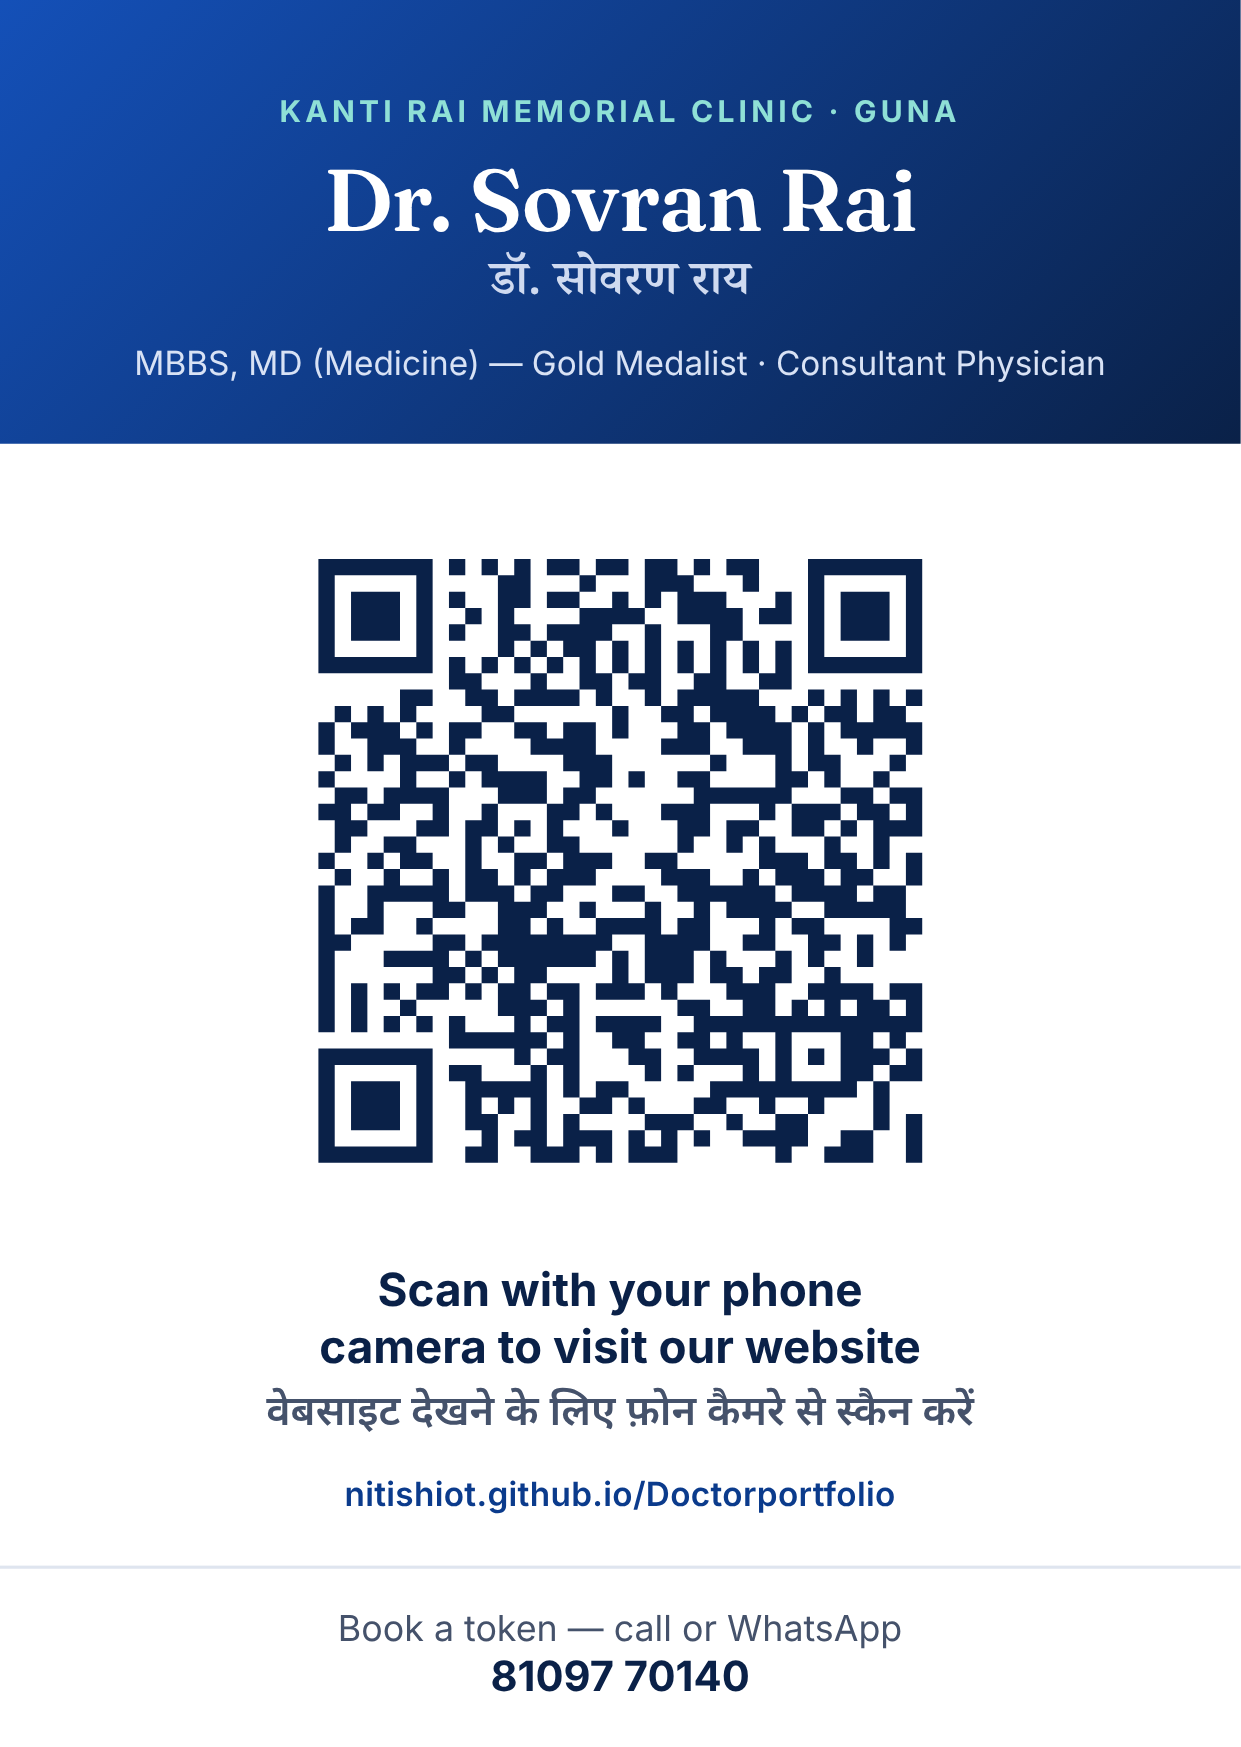 KANTI RAI MEMORIAL CLINIC · GUNA
Dr. Sovran Rai
डॉ. सोवरण राय
MBBS, MD (Medicine) — Gold Medalist · Consultant Physician
Scan with your phone
camera to visit our website
वेबसाइट देखने के लिए फ़ोन कैमरे से स्कैन करें
nitishiot.github.io/Doctorportfolio
Book a token — call or WhatsApp
81097 70140